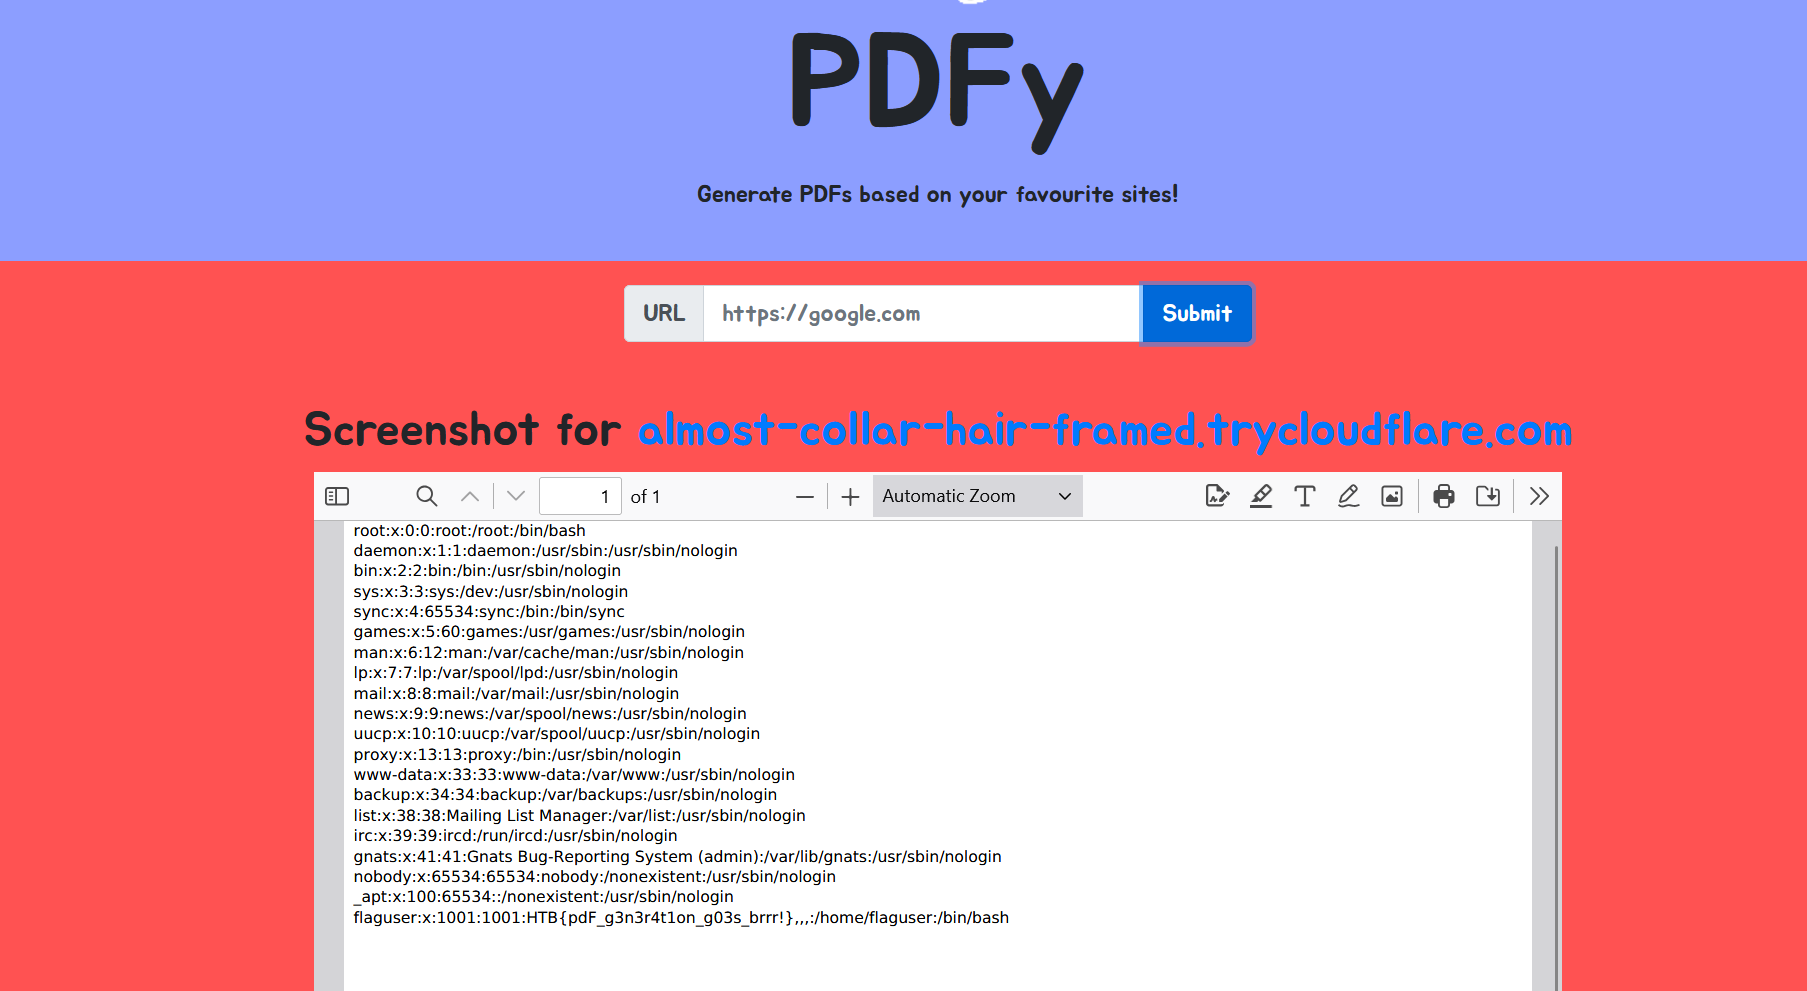 PDFy
Generate PDFs based on your favourite sites!
URL https://google.com Submit
Screenshot for almost-collar-hair-framed.trycloudflare.com
1 of 1 Automatic Zoom
root:x:0:0:root:/root:/bin/bash
daemon:x:1:1:daemon:/usr/sbin:/usr/sbin/nologin
bin:x:2:2:bin:/bin:/usr/sbin/nologin
sys:x:3:3:sys:/dev:/usr/sbin/nologin
sync:x:4:65534:sync:/bin:/bin/sync
games:x:5:60:games:/usr/games:/usr/sbin/nologin
man:x:6:12:man:/var/cache/man:/usr/sbin/nologin
lp:x:7:7:lp:/var/spool/lpd:/usr/sbin/nologin
mail:x:8:8:mail:/var/mail:/usr/sbin/nologin
news:x:9:9:news:/var/spool/news:/usr/sbin/nologin
uucp:x:10:10:uucp:/var/spool/uucp:/usr/sbin/nologin
proxy:x:13:13:proxy:/bin:/usr/sbin/nologin
www-data:x:33:33:www-data:/var/www:/usr/sbin/nologin
backup:x:34:34:backup:/var/backups:/usr/sbin/nologin
list:x:38:38:Mailing List Manager:/var/list:/usr/sbin/nologin
irc:x:39:39:ircd:/run/ircd:/usr/sbin/nologin
gnats:x:41:41:Gnats Bug-Reporting System (admin):/var/lib/gnats:/usr/sbin/nologin
nobody:x:65534:65534:nobody:/nonexistent:/usr/sbin/nologin
_apt:x:100:65534::/nonexistent:/usr/sbin/nologin
flaguser:x:1001:1001:HTB{pdF_g3n3r4t1on_g03s_brrr!},,,:/home/flaguser:/bin/bash